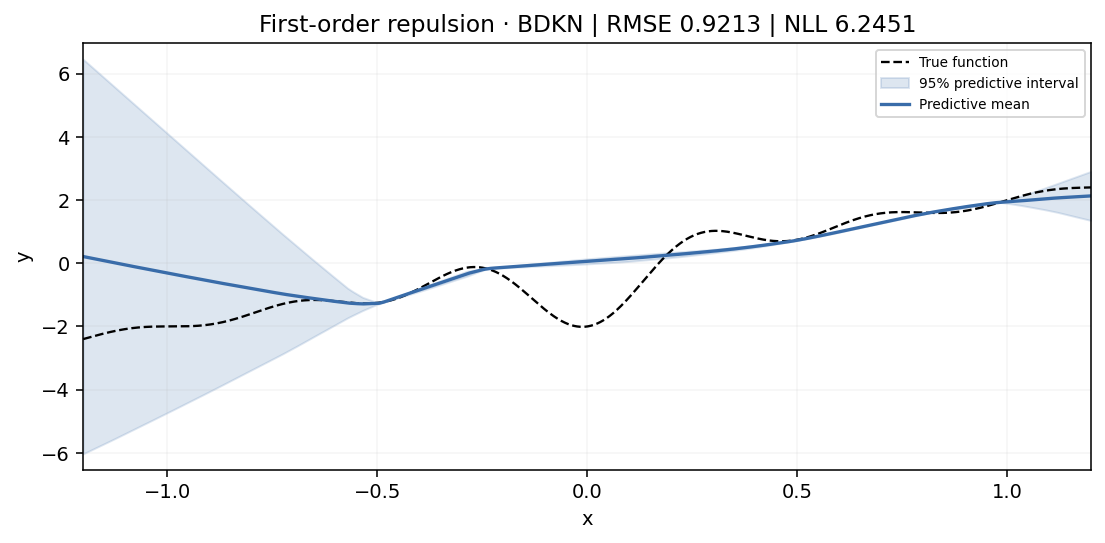 First-order repulsion · BDKN | RMSE 0.9213 | NLL 6.2451
True function
95% predictive interval
Predictive mean
6
4
2
0
−2
−4
−6
y
−1.0
−0.5
0.0
0.5
1.0
x